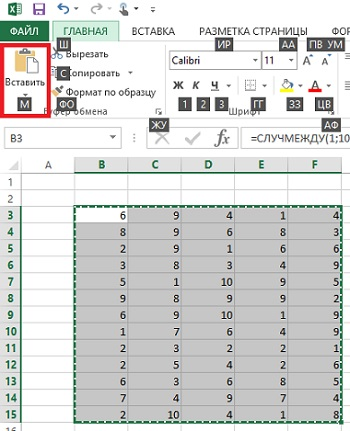 ФАЙЛ ГЛАВНАЯ ВСТАВКА РАЗМЕТКА СТРАНИЦЫ ФОР
Ш ИР АА ПВ УМ
Вырезать
Calibri 11 А А
Вставить С Копировать
М ФО Формат по образцу Ж К Ч
1 2 3 ГГ ЗЗ ЦВ
Буфер обмена Шрифт
ЖУ АФ
B3 fx =СЛУЧМЕЖДУ(1;10
A B C D E F
1
2
3 6 9 4 1 4
4 8 9 6 8 3
5 2 9 1 6 6
6 3 8 3 4 9
7 5 1 10 9 5
8 9 8 9 9 2
9 6 9 10 1 9
10 1 7 6 4 9
11 2 3 2 2 1
12 2 5 4 2 6
13 6 3 6 8 5
14 7 4 9 7 4
15 2 10 4 1 8